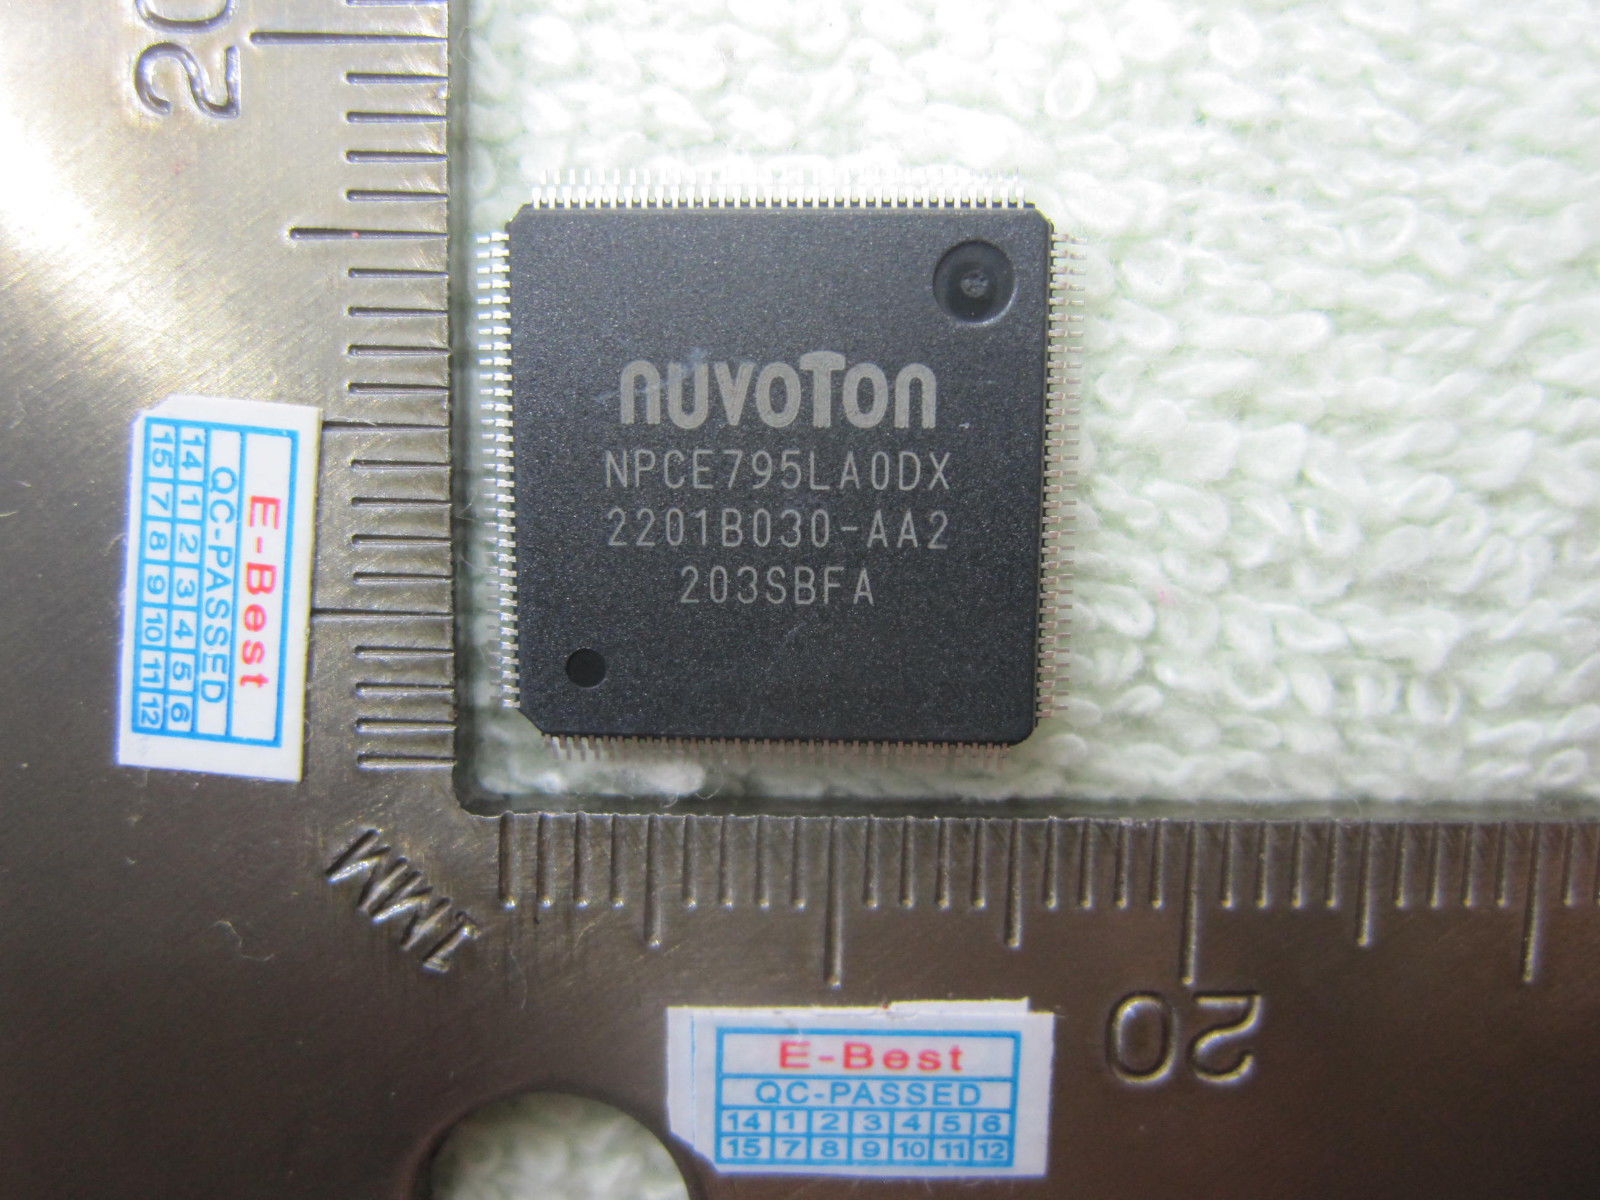 20
nuvoTon
NPCE795LA0DX
2201B030-AA2
203SBFA
E-Best
QC-PASSED
14 1 2 3 4 5 6
15 7 8 9 10 11 12
1MM
20
E-Best
QC-PASSED
14 1 2 3 4 5 6
15 7 8 9 10 11 12